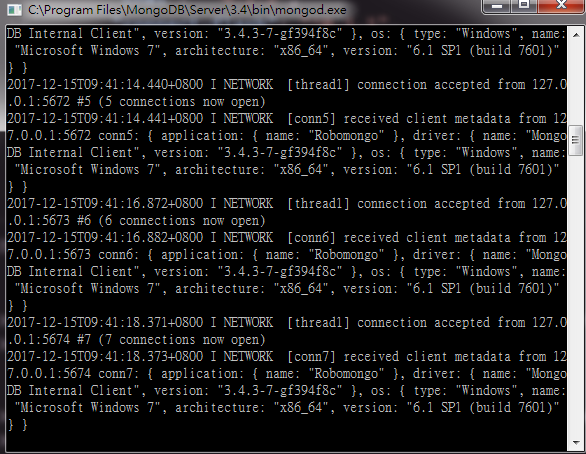 C:\Program Files\MongoDB\Server\3.4\bin\mongod.exe
DB Internal Client", version: "3.4.3-7-gf394f8c" }, os: { type: "Windows", name:
 "Microsoft Windows 7", architecture: "x86_64", version: "6.1 SP1 (build 7601)"
} }
2017-12-15T09:41:14.440+0800 I NETWORK  [thread1] connection accepted from 127.0
.0.1:5672 #5 (5 connections now open)
2017-12-15T09:41:14.441+0800 I NETWORK  [conn5] received client metadata from 12
7.0.0.1:5672 conn5: { application: { name: "Robomongo" }, driver: { name: "Mongo
DB Internal Client", version: "3.4.3-7-gf394f8c" }, os: { type: "Windows", name:
 "Microsoft Windows 7", architecture: "x86_64", version: "6.1 SP1 (build 7601)"
} }
2017-12-15T09:41:16.872+0800 I NETWORK  [thread1] connection accepted from 127.0
.0.1:5673 #6 (6 connections now open)
2017-12-15T09:41:16.882+0800 I NETWORK  [conn6] received client metadata from 12
7.0.0.1:5673 conn6: { application: { name: "Robomongo" }, driver: { name: "Mongo
DB Internal Client", version: "3.4.3-7-gf394f8c" }, os: { type: "Windows", name:
 "Microsoft Windows 7", architecture: "x86_64", version: "6.1 SP1 (build 7601)"
} }
2017-12-15T09:41:18.371+0800 I NETWORK  [thread1] connection accepted from 127.0
.0.1:5674 #7 (7 connections now open)
2017-12-15T09:41:18.373+0800 I NETWORK  [conn7] received client metadata from 12
7.0.0.1:5674 conn7: { application: { name: "Robomongo" }, driver: { name: "Mongo
DB Internal Client", version: "3.4.3-7-gf394f8c" }, os: { type: "Windows", name:
 "Microsoft Windows 7", architecture: "x86_64", version: "6.1 SP1 (build 7601)"
} }